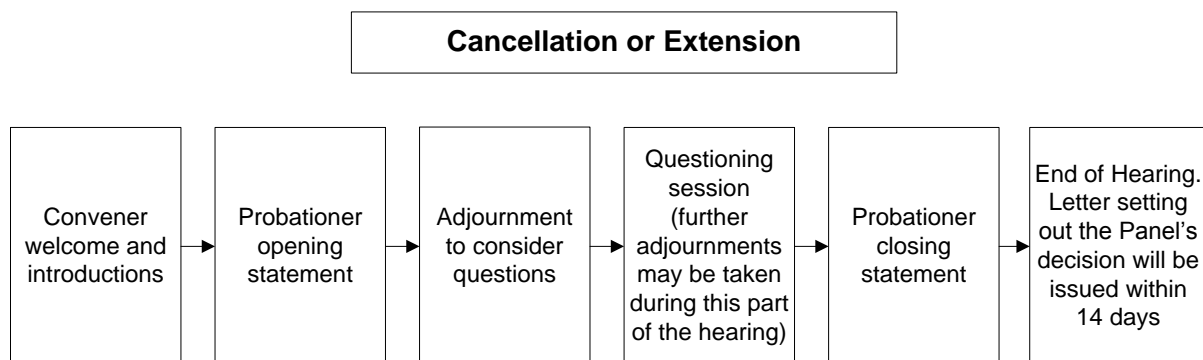 Cancellation or Extension
Convener
welcome and
introductions
Probationer
opening
statement
Adjournment
to consider
questions
Questioning
session
(further
adjournments
may be taken
during this part
of the hearing)
Probationer
closing
statement
End of Hearing.
Letter setting
out the Panel’s
decision will be
issued within
14 days